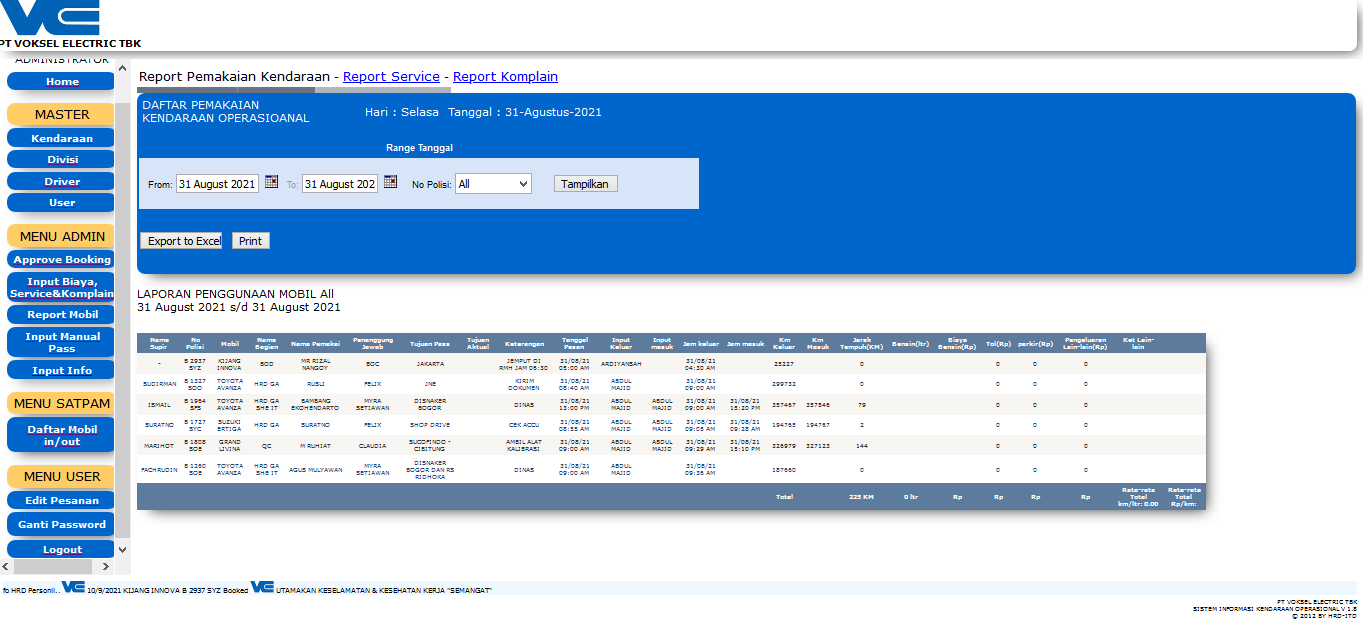 PT VOKSEL ELECTRIC TBK
ADMINISTRATOR
Home
MASTER
Kendaraan
Divisi
Driver
User
MENU ADMIN
Approve Booking
Input Biaya,
Service&Komplain
Report Mobil
Input Manual
Pass
Input Info
MENU SATPAM
Daftar Mobil
in/out
MENU USER
Edit Pesanan
Ganti Password
Logout
Report Pemakaian Kendaraan - Report Service - Report Komplain
DAFTAR PEMAKAIAN
KENDARAAN OPERASIOANAL
Hari : Selasa Tanggal : 31-Agustus-2021
Range Tanggal
From: 31 August 2021 To: 31 August 202 No Polisi: All Tampilkan
Export to Excel Print
LAPORAN PENGGUNAAN MOBIL All
31 August 2021 s/d 31 August 2021
Nama Supir No Polisi Mobil Nama Bagian Nama Pemakai Penanggung Jawab Tujuan Pass Tujuan Aktual Keterangan Tanggal Pesan Input Keluar Input masuk Jam keluar Jam masuk Km Keluar Km Masuk Jarak Tempuh(KM) Bensin(ltr) Biaya Bensin(Rp) Tol(Rp) parkir(Rp) Pengeluaran Lain-lain(Rp) Ket Lain-lain
- B 2937 SYZ KIJANG INNOVA BOD MR RIZAL NANGOY BOC JAKARTA JEMPUT DI RMH JAM 06:30 31/08/21 05:00 AM ARDIYANSAH 31/08/21 04:30 AM 25227 0 0 0 0
SUDIRMAN B 1327 SOO TOYOTA AVANZA HRD GA RUSLI FELIX JNE KIRIM DOKUMEN 31/08/21 08:40 AM ABDUL MAJID 31/08/21 09:00 AM 299732 0 0 0 0
ISMAIL B 1964 SFS TOYOTA AVANZA HRD GA SHE IT BAMBANG EKOHENDARTO MYRA SETIAWAN DISNAKER BOGOR DINAS 31/08/21 13:00 PM ABDUL MAJID ABDUL MAJID 31/08/21 09:00 AM 31/08/21 15:20 PM 357467 357546 79 0 0 0
SURATNO B 1727 SYC SUZUKI ERTIGA HRD GA SURATNO FELIX SHOP DRIVE CEK ACCU 31/08/21 08:55 AM ABDUL MAJID ABDUL MAJID 31/08/21 09:05 AM 31/08/21 09:28 AM 194765 194767 2 0 0 0
MARIHOT B 1808 SOE GRAND LIVINA QC M RUHIAT CLAUDIA SUCOFINDO - CIBITUNG AMBIL ALAT KALIBRASI 31/08/21 09:00 AM ABDUL MAJID ABDUL MAJID 31/08/21 09:29 AM 31/08/21 15:10 PM 326979 327123 144 0 0 0
FACHRUDIN B 1260 SOE TOYOTA AVANZA HRD GA SHE IT AGUS MULYAWAN MYRA SETIAWAN DISNAKER BOGOR DAN RS RIDHOKA DINAS 31/08/21 09:00 AM ABDUL MAJID 31/08/21 09:35 AM 187660 0 0 0 0
Total 225 KM 0 ltr Rp Rp Rp Rp Rata-rata Total km/ltr: 0.00 Rata-rata Total Rp/km:
fo HRD Personil.. 10/9/2021 KIJANG INNOVA B 2937 SYZ Booked UTAMAKAN KESELAMATAN & KESEHATAN KERJA "SEMANGAT"
PT VOKSEL ELECTRIC TBK
SISTEM INFORMASI KENDARAAN OPERASIONAL V 1.8
© 2012 BY HRD-ITD